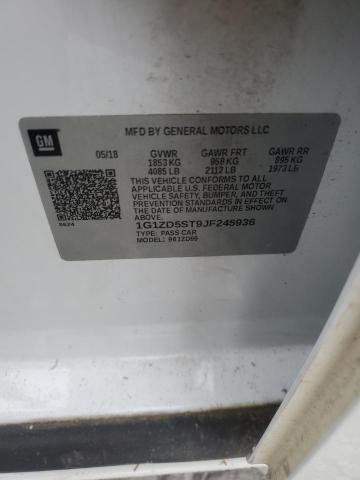 GM
MFD BY GENERAL MOTORS LLC
05/18 GVWR GAWR FRT GAWR RR
1853 KG 958 KG 895 KG
4085 LB 2112 LB 1973 LB
THIS VEHICLE CONFORMS TO ALL
APPLICABLE U.S. FEDERAL MOTOR
VEHICLE SAFETY, BUMPER, AND THEFT
PREVENTION STANDARDS IN EFFECT
ON THE DATE OF MANUFACTURE
SHOWN ABOVE.
1G1ZD5ST9JF245936
TYPE: PASS CAR